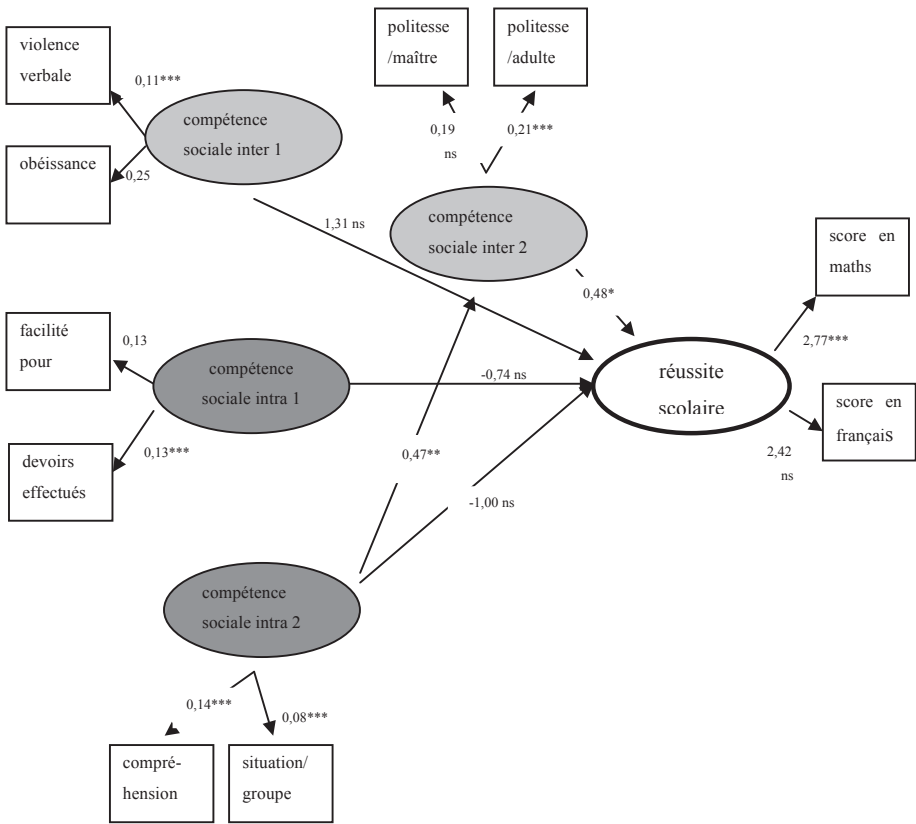 politesse
/maître
politesse
/adulte
violence
verbale
0,11***
compétence
sociale inter 1
0,19
ns
0,21***
obéissance
0,25
compétence
sociale inter 2
1,31 ns
score en
maths
0,48*
2,77***
facilité
pour
0,13
compétence
sociale intra 1
-0,74 ns
réussite
scolaire
score en
français
devoirs
effectués
0,13***
0,47**
2,42
ns
-1,00 ns
compétence
sociale intra 2
0,14***
0,08***
compré-
hension
situation/
groupe